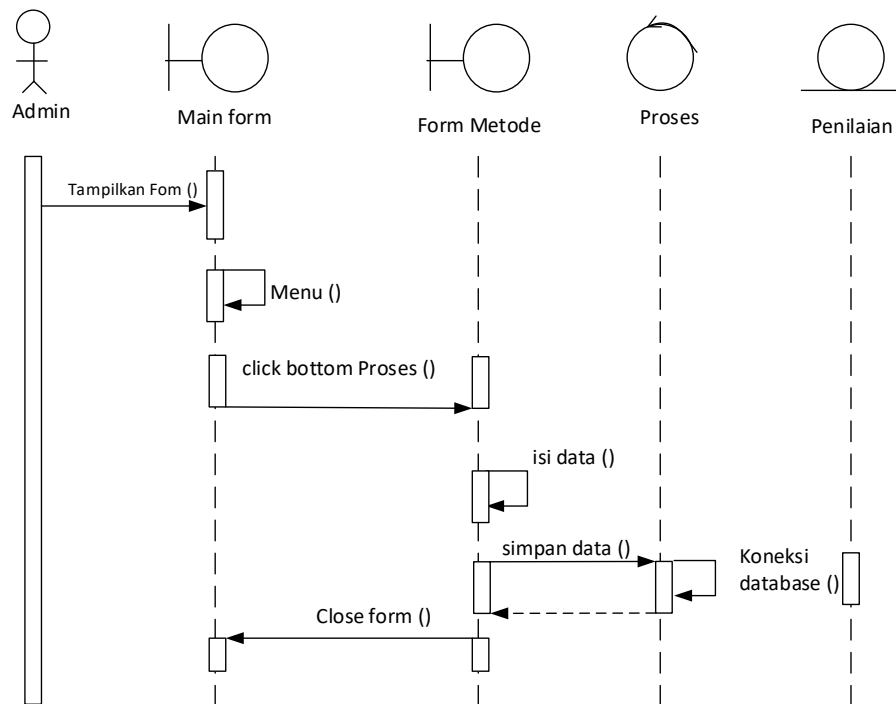 Admin
Main form
Form Metode
Proses
Penilaian
Tampilkan Fom ()
Menu ()
click bottom Proses ()
isi data ()
simpan data ()
Koneksi
database ()
Close form ()